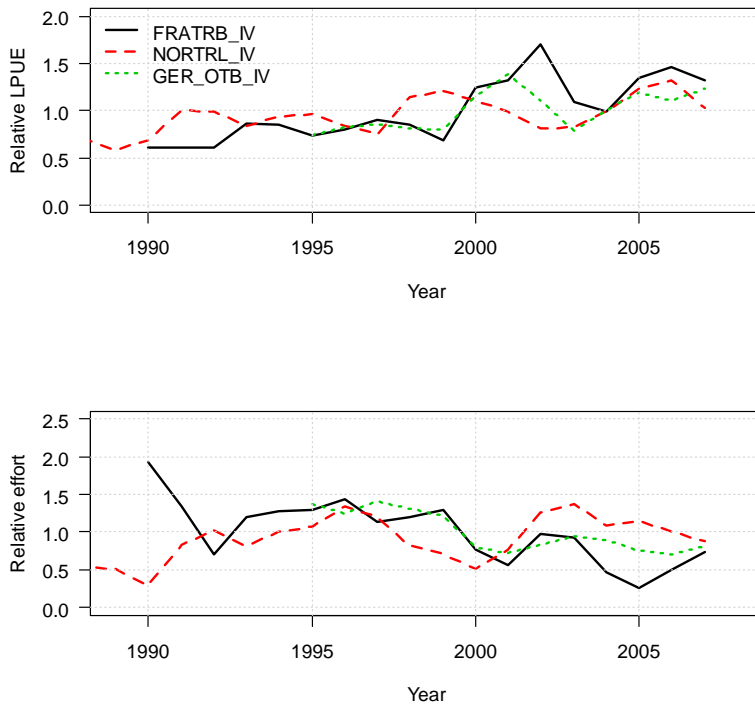 2.0
1.5
1.0
0.5
0.0
Relative LPUE
FRATRB_IV
NORTRL_IV
GER_OTB_IV
1990 1995 2000 2005
Year
2.5
2.0
1.5
1.0
0.5
0.0
Relative effort
1990 1995 2000 2005
Year